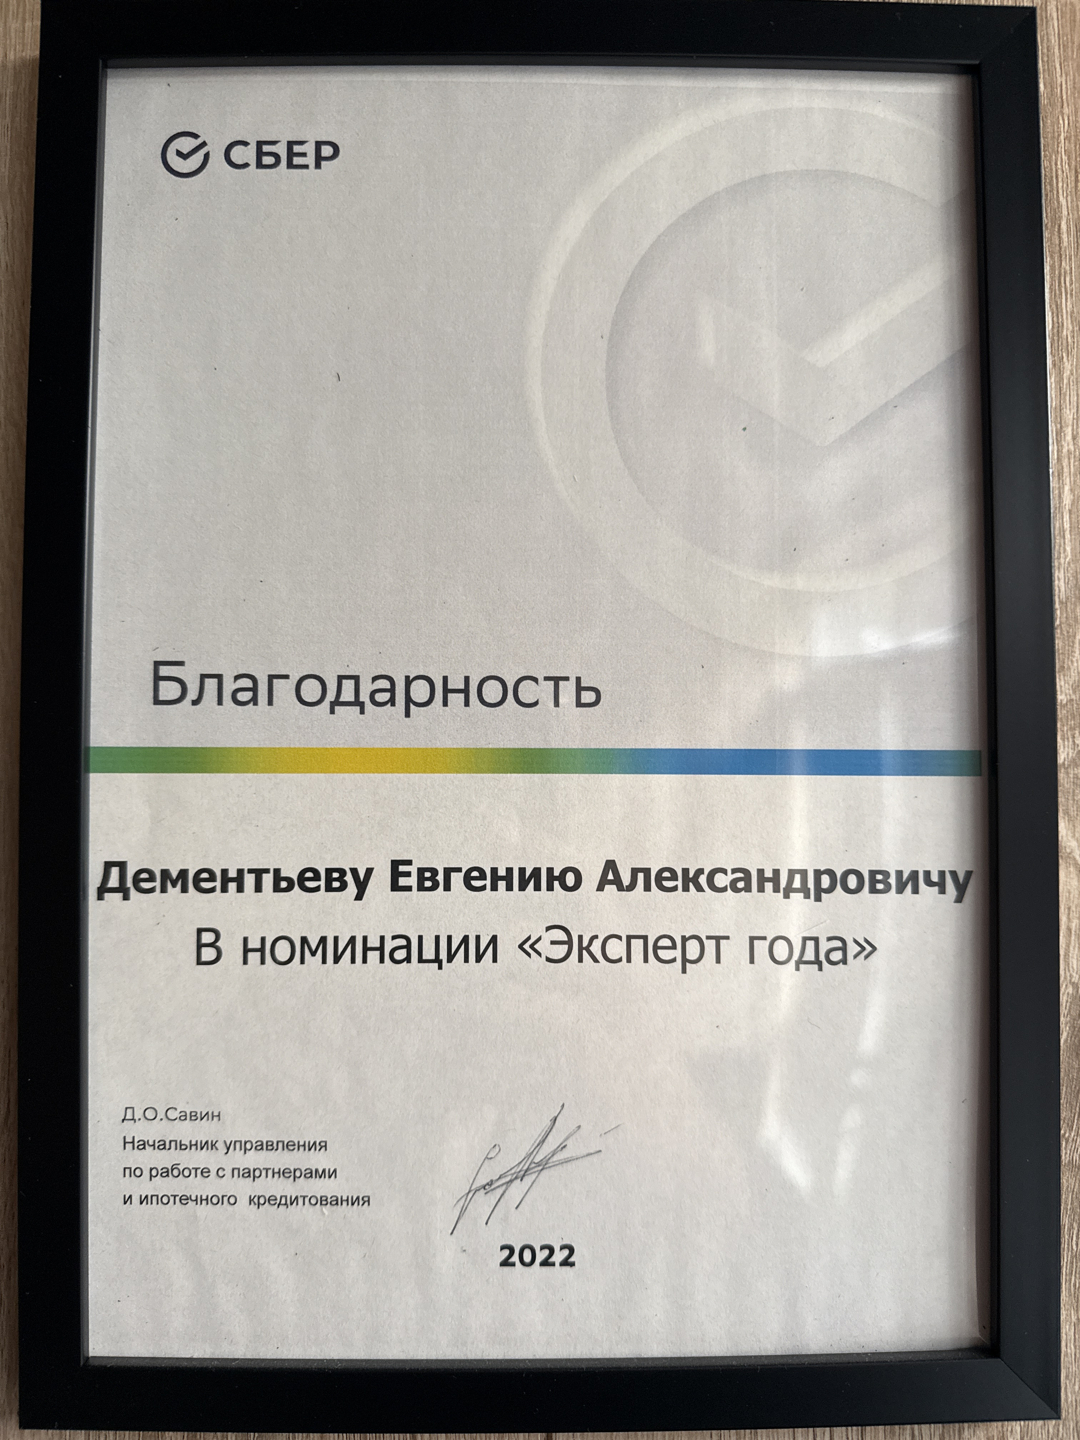 СБЕР
Благодарность
Дементьеву Евгению Александровичу
В номинации «Эксперт года»
Д.О.Савин
Начальник управления
по работе с партнерами
и ипотечного кредитования
2022